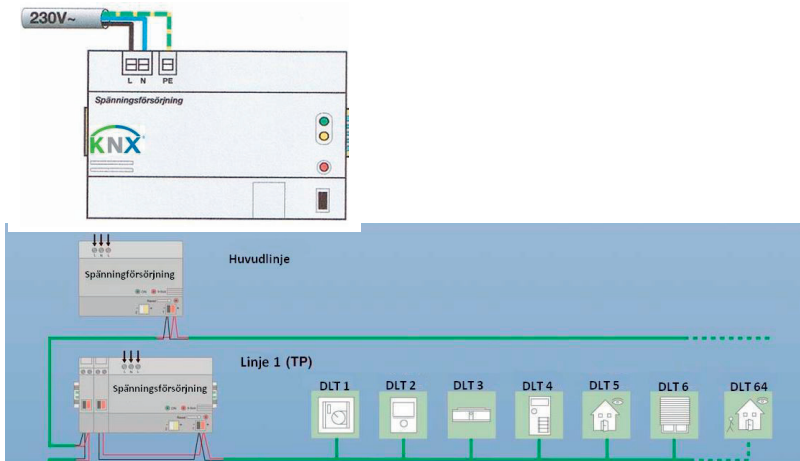 230V~
L N PE
Spänningsförsörjning
KNX
Huvudlinje
Spänningförsörjning
Linje 1 (TP)
Spänningsförsörjning
DLT 1 DLT 2 DLT 3 DLT 4 DLT 5 DLT 6 DLT 64